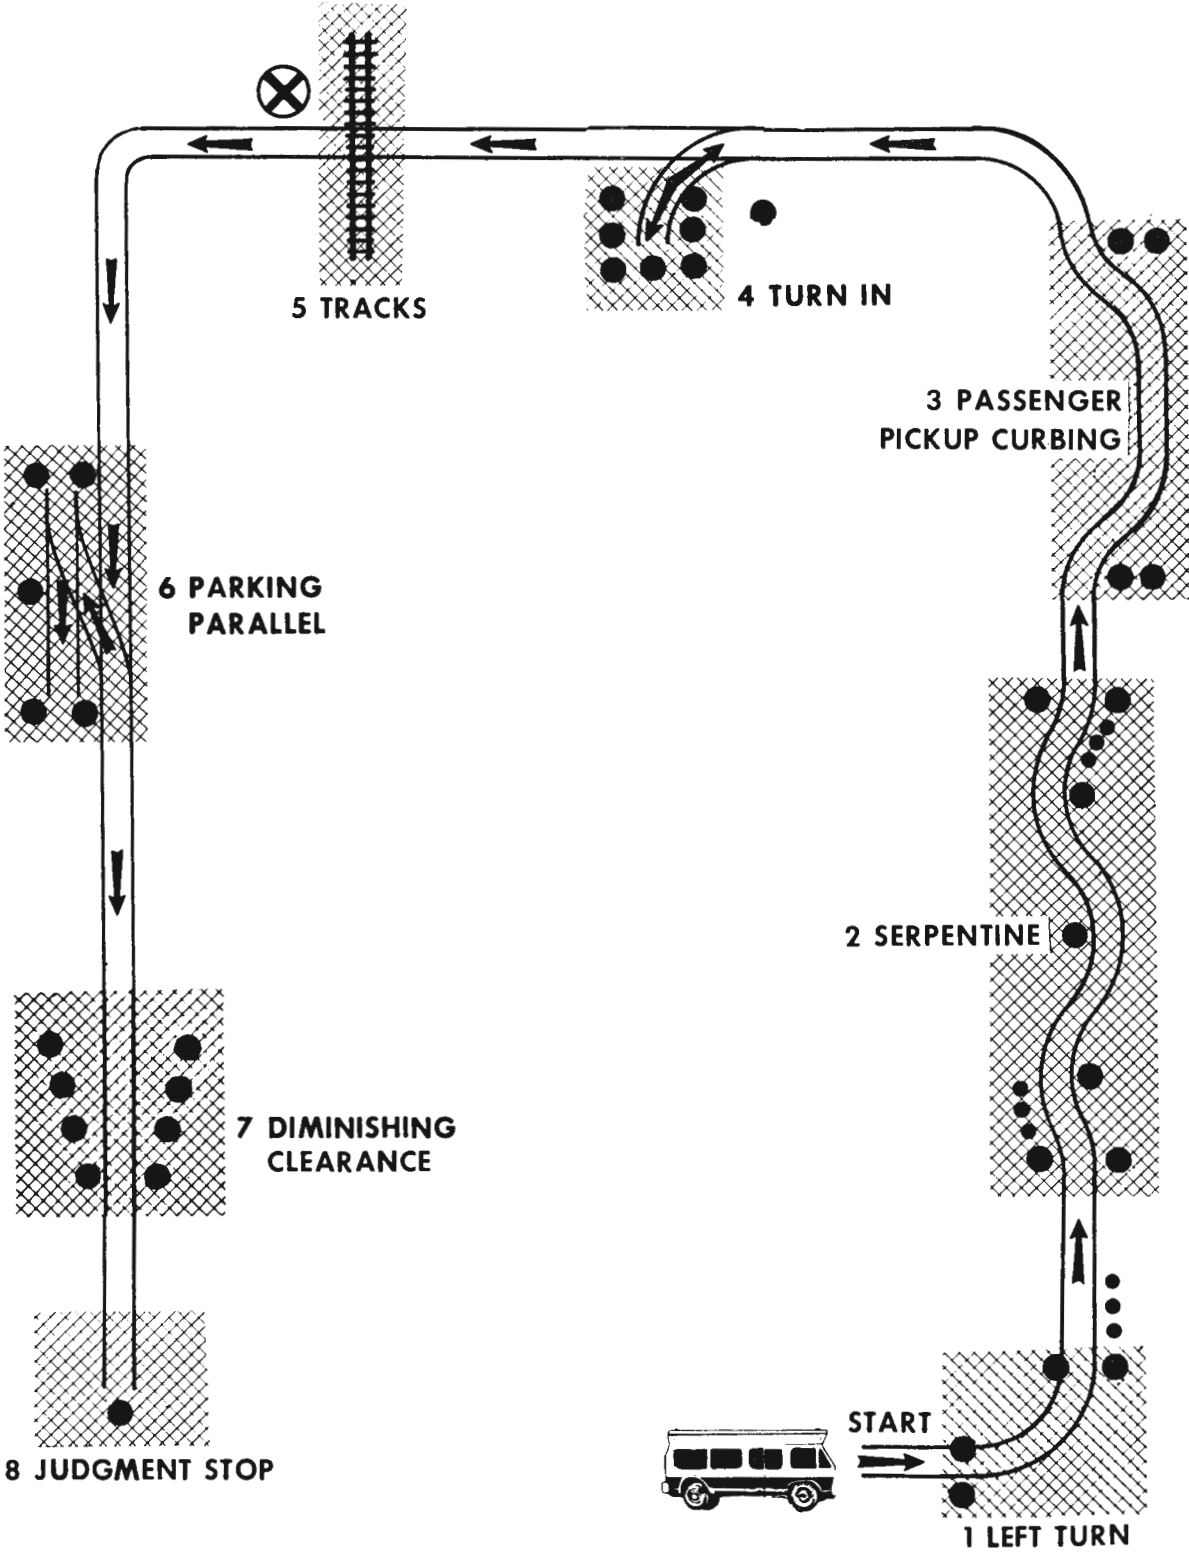 5 TRACKS
4 TURN IN
3 PASSENGER
PICKUP CURBING
6 PARKING
PARALLEL
2 SERPENTINE
7 DIMINISHING
CLEARANCE
START
8 JUDGMENT STOP
1 LEFT TURN